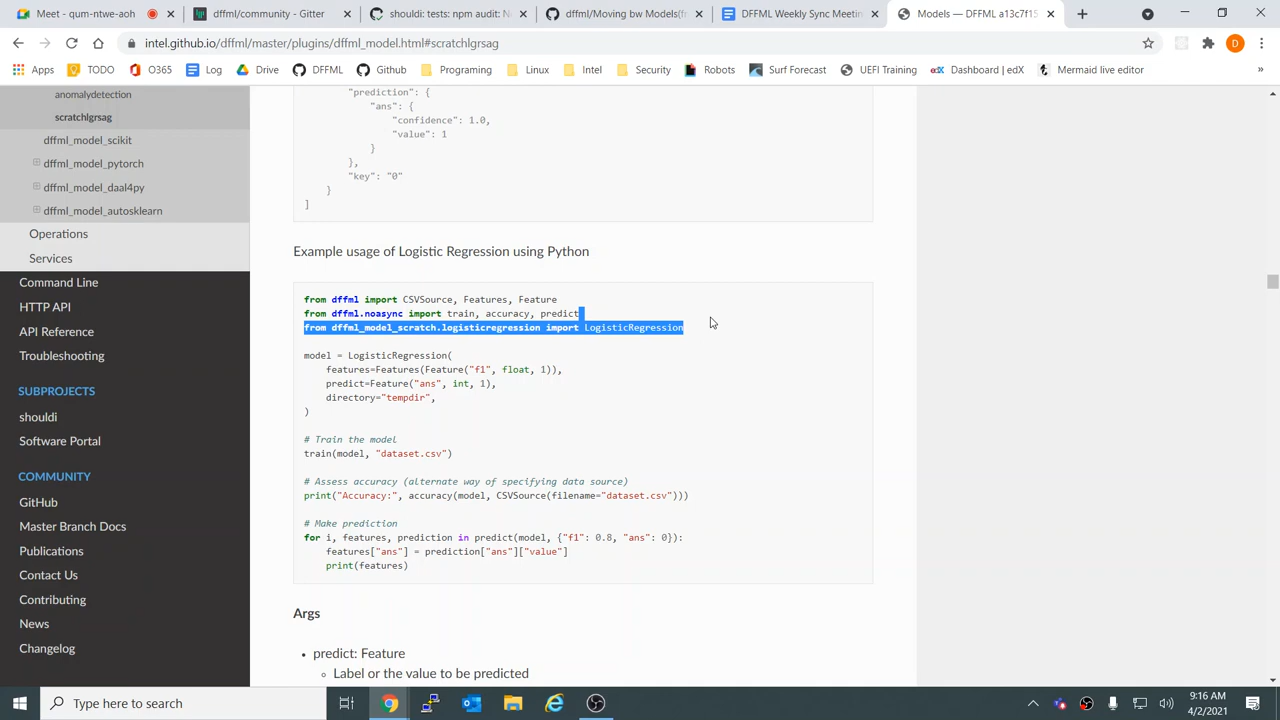 Meet - qum-ntwe-aoh
dffml/community - Gitter
shouldi: tests: npm audit: Ne
dffml/Moving the Models(fr
DFFML Weekly Sync Meetin
Models — DFFML a13c7f15
intel.github.io/dffml/master/plugins/dffml_model.html#scratchlgrsag
D
Apps
TODO
O365
Log
Drive
DFFML
Github
Programing
Linux
Intel
Security
Robots
Surf Forecast
UEFI Training
Dashboard | edX
Mermaid live editor
»
anomalydetection
scratchlgrsag
dffml_model_scikit
dffml_model_pytorch
dffml_model_daal4py
dffml_model_autosklearn
Operations
Services
Command Line
HTTP API
API Reference
Troubleshooting
SUBPROJECTS
shouldi
Software Portal
COMMUNITY
GitHub
Master Branch Docs
Publications
Contact Us
Contributing
News
Changelog
"prediction": {
"ans": {
"confidence": 1.0,
"value": 1
}
},
"key": "0"
}
]
Example usage of Logistic Regression using Python
from dffml import CSVSource, Features, Feature
from dffml.noasync import train, accuracy, predict
from dffml_model_scratch.logisticregression import LogisticRegression
model = LogisticRegression(
features=Features(Feature("f1", float, 1)),
predict=Feature("ans", int, 1),
directory="tempdir",
)
# Train the model
train(model, "dataset.csv")
# Assess accuracy (alternate way of specifying data source)
print("Accuracy:", accuracy(model, CSVSource(filename="dataset.csv")))
# Make prediction
for i, features, prediction in predict(model, {"f1": 0.8, "ans": 0}):
features["ans"] = prediction["ans"]["value"]
print(features)
Args
• predict: Feature
Label or the value to be predicted
Type here to search
9:16 AM
4/2/2021